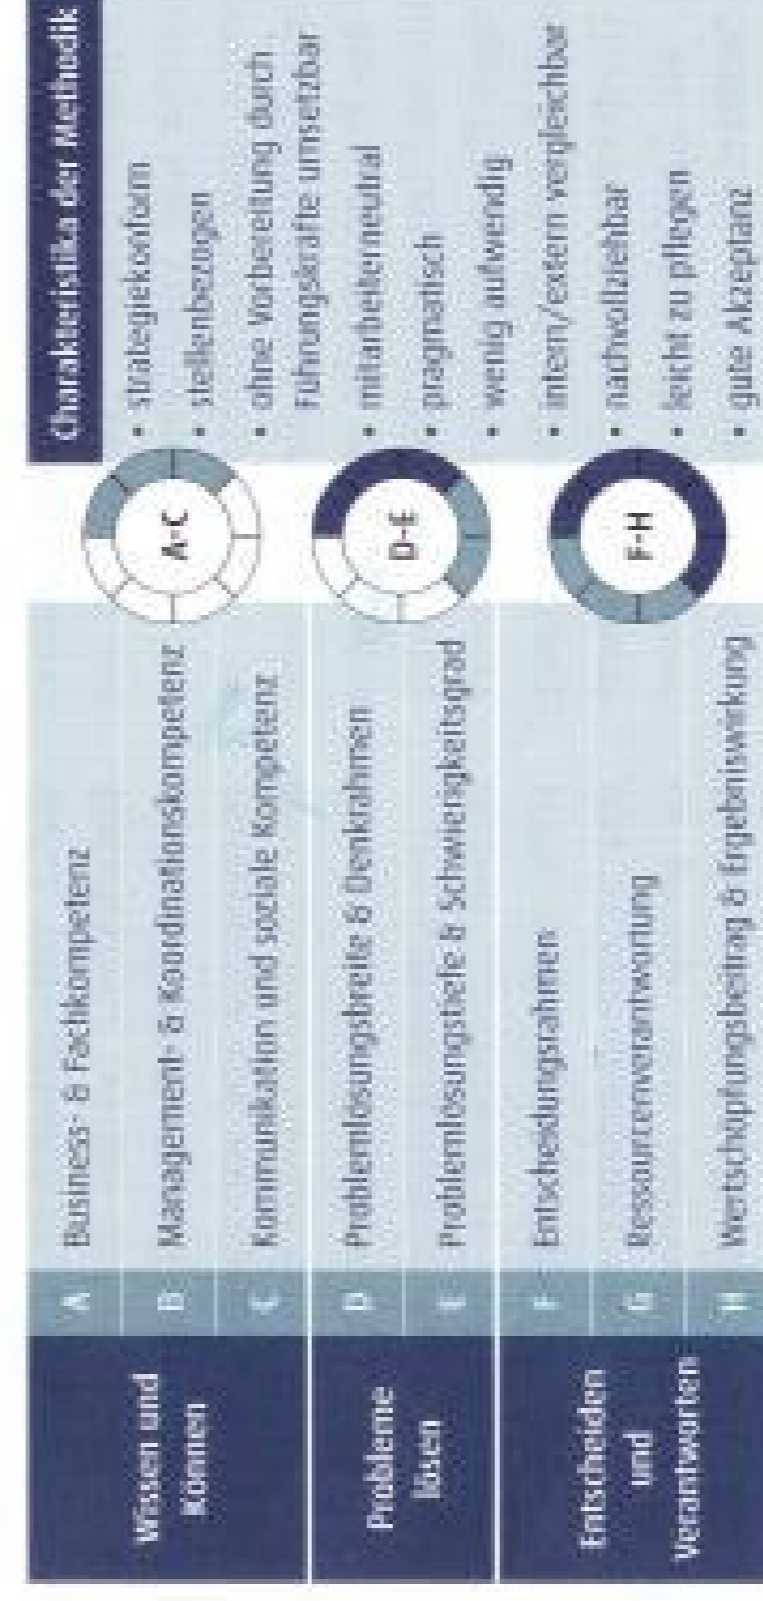 Wissen und
Können
A Business- & Fachkompetenz
B Management- & Koordinationskompetenz
C Kommunikation und soziale Kompetenz
A-C
Probleme
lösen
D Problemlösungsbreite & Denkrahmen
E Problemlösungstiefe & Schwierigkeitsgrad
D-E
Entscheiden
und
Verantworten
F Entscheidungsrahmen
G Ressourcenverantwortung
H Wertschöpfungsbeitrag & Ergebniswirkung
F-H
Charakteristika der Methodik
• strategiekonform
• stellenbezogen
• ohne Vorbereitung durch
Führungskräfte umsetzbar
• mitarbeiterneutral
• pragmatisch
• wenig aufwendig
• intern/extern vergleichbar
• nachvollziehbar
• leicht zu pflegen
• gute Akzeptanz